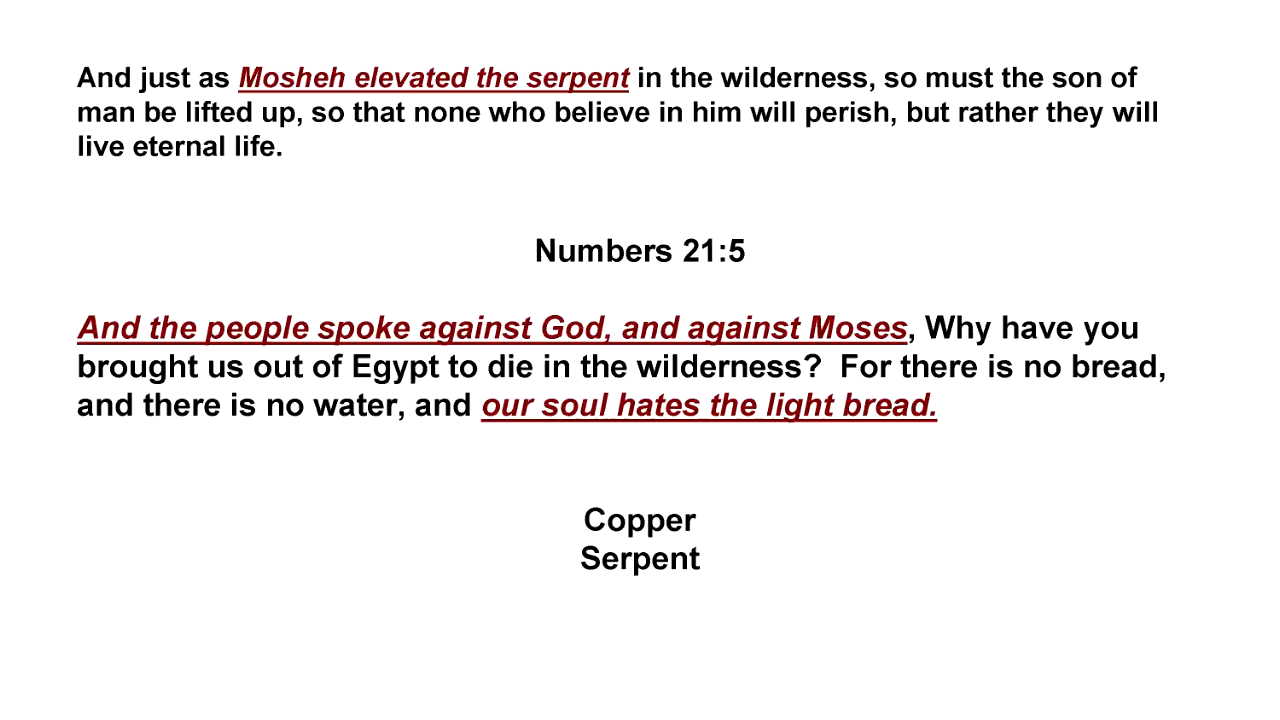 And just as Mosheh elevated the serpent in the wilderness, so must the son of
man be lifted up, so that none who believe in him will perish, but rather they will
live eternal life.
Numbers 21:5
And the people spoke against God, and against Moses, Why have you
brought us out of Egypt to die in the wilderness?  For there is no bread,
and there is no water, and our soul hates the light bread.
Copper
Serpent